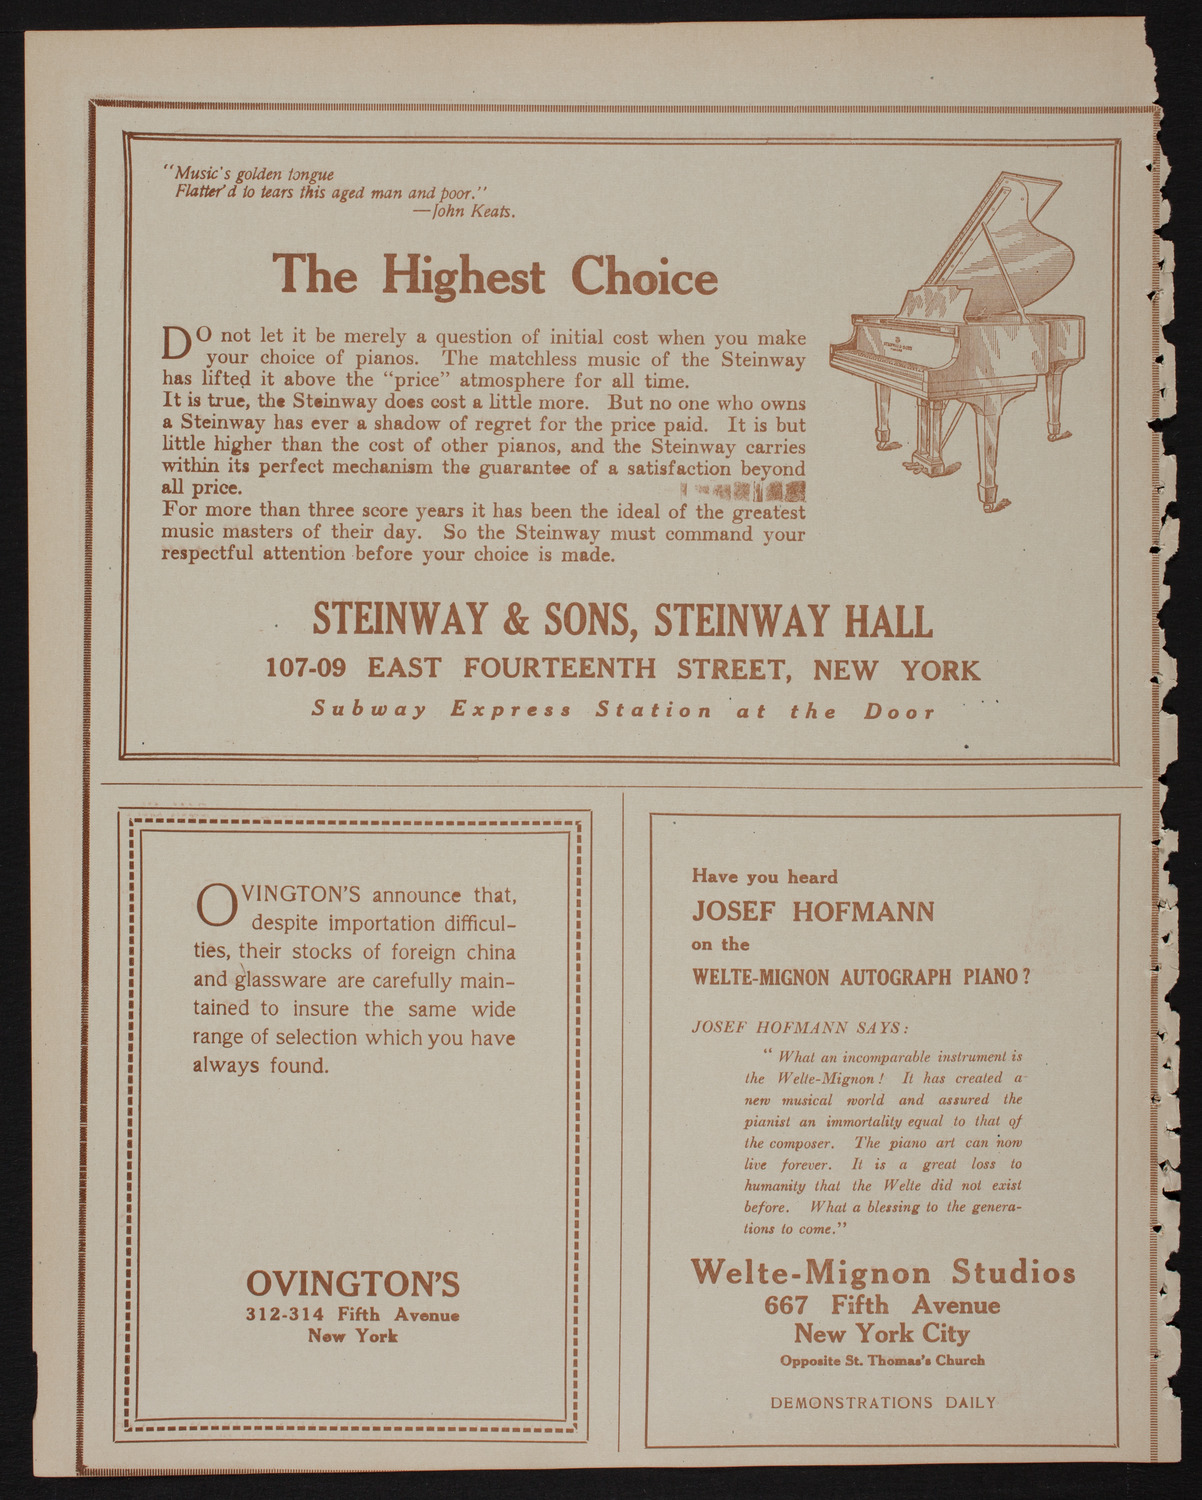 "Music's golden tongue
Flatter'd to tears this aged man and poor."
—John Keats.
The Highest Choice
DO not let it be merely a question of initial cost when you make
your choice of pianos. The matchless music of the Steinway
has lifted it above the "price" atmosphere for all time.
It is true, the Steinway does cost a little more. But no one who owns
a Steinway has ever a shadow of regret for the price paid. It is but
little higher than the cost of other pianos, and the Steinway carries
within its perfect mechanism the guarantee of a satisfaction beyond
all price.
For more than three score years it has been the ideal of the greatest
music masters of their day. So the Steinway must command your
respectful attention before your choice is made.
STEINWAY & SONS, STEINWAY HALL
107-09 EAST FOURTEENTH STREET, NEW YORK
Subway Express Station at the Door
OVINGTON'S announce that,
despite importation difficul-
ties, their stocks of foreign china
and glassware are carefully main-
tained to insure the same wide
range of selection which you have
always found.
OVINGTON'S
312-314 Fifth Avenue
New York
Have you heard
JOSEF HOFMANN
on the
WELTE-MIGNON AUTOGRAPH PIANO?
JOSEF HOFMANN SAYS:
"What an incomparable instrument is
the Welte-Mignon! It has created a
new musical world and assured the
pianist an immortality equal to that of
the composer. The piano art can now
live forever. It is a great loss to
humanity that the Welte did not exist
before. What a blessing to the genera-
tions to come."
Welte-Mignon Studios
667 Fifth Avenue
New York City
Opposite St. Thomas's Church
DEMONSTRATIONS DAILY